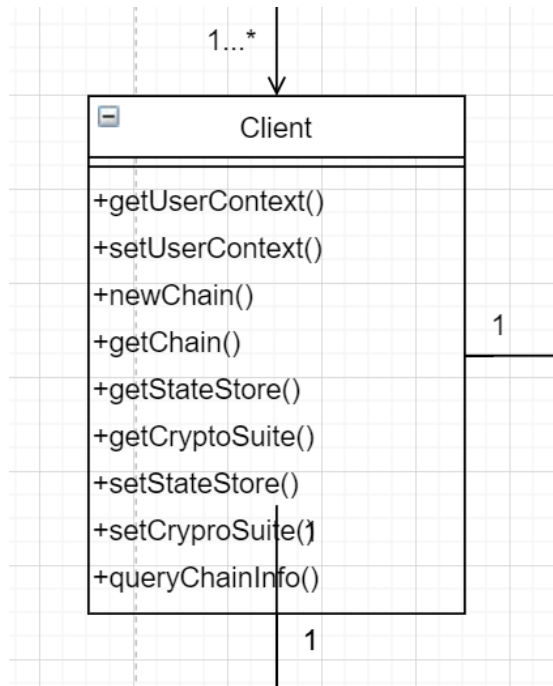 1...*
Client
+getUserContext()
+setUserContext()
+newChain()
1
+getChain()
+getStateStore()
+getCryptoSuite()
+setStateStore()
+setCryproSuite()
1
+queryChainInfo()
1